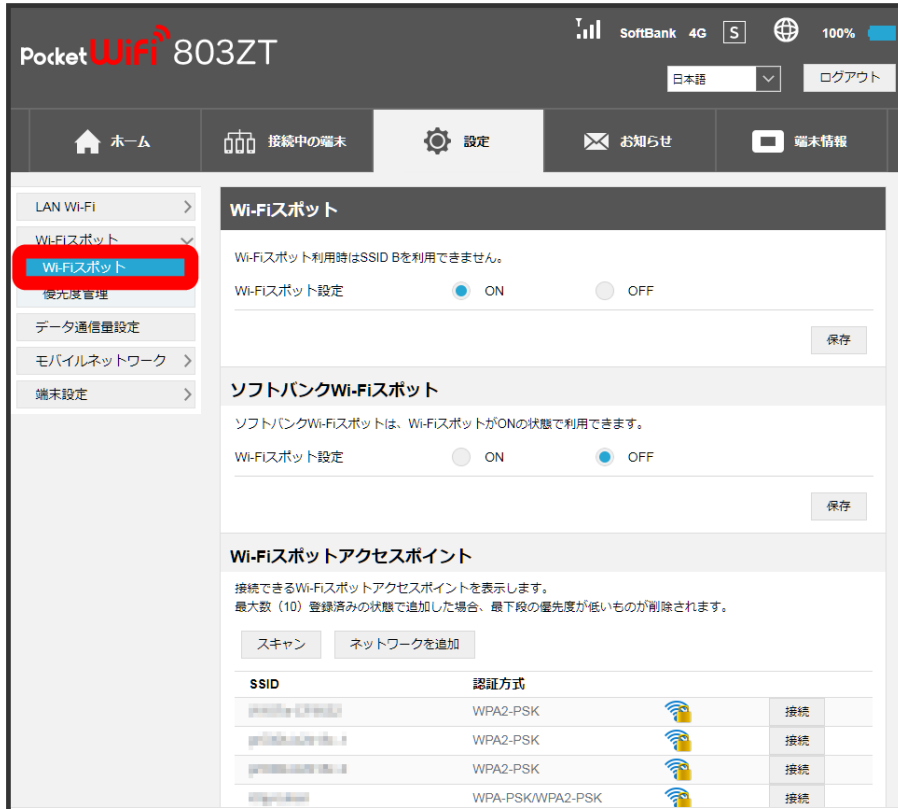 Pocket WiFi 803ZT
SoftBank 4G S 100%
日本語 ログアウト
ホーム 接続中の端末 設定 お知らせ 端末情報
LAN Wi-Fi
Wi-Fiスポット
Wi-Fiスポット
優先度管理
データ通信量設定
モバイルネットワーク
端末設定
Wi-Fiスポット
Wi-Fiスポット利用時はSSID Bを利用できません。
Wi-Fiスポット設定 ON OFF
保存
ソフトバンクWi-Fiスポット
ソフトバンクWi-Fiスポットは、Wi-FiスポットがONの状態で利用できます。
Wi-Fiスポット設定 ON OFF
保存
Wi-Fiスポットアクセスポイント
接続できるWi-Fiスポットアクセスポイントを表示します。
最大数（10）登録済みの状態で追加した場合、最下段の優先度が低いものが削除されます。
スキャン ネットワークを追加
SSID 認証方式
WPA2-PSK 接続
WPA2-PSK 接続
WPA2-PSK 接続
WPA-PSK/WPA2-PSK 接続